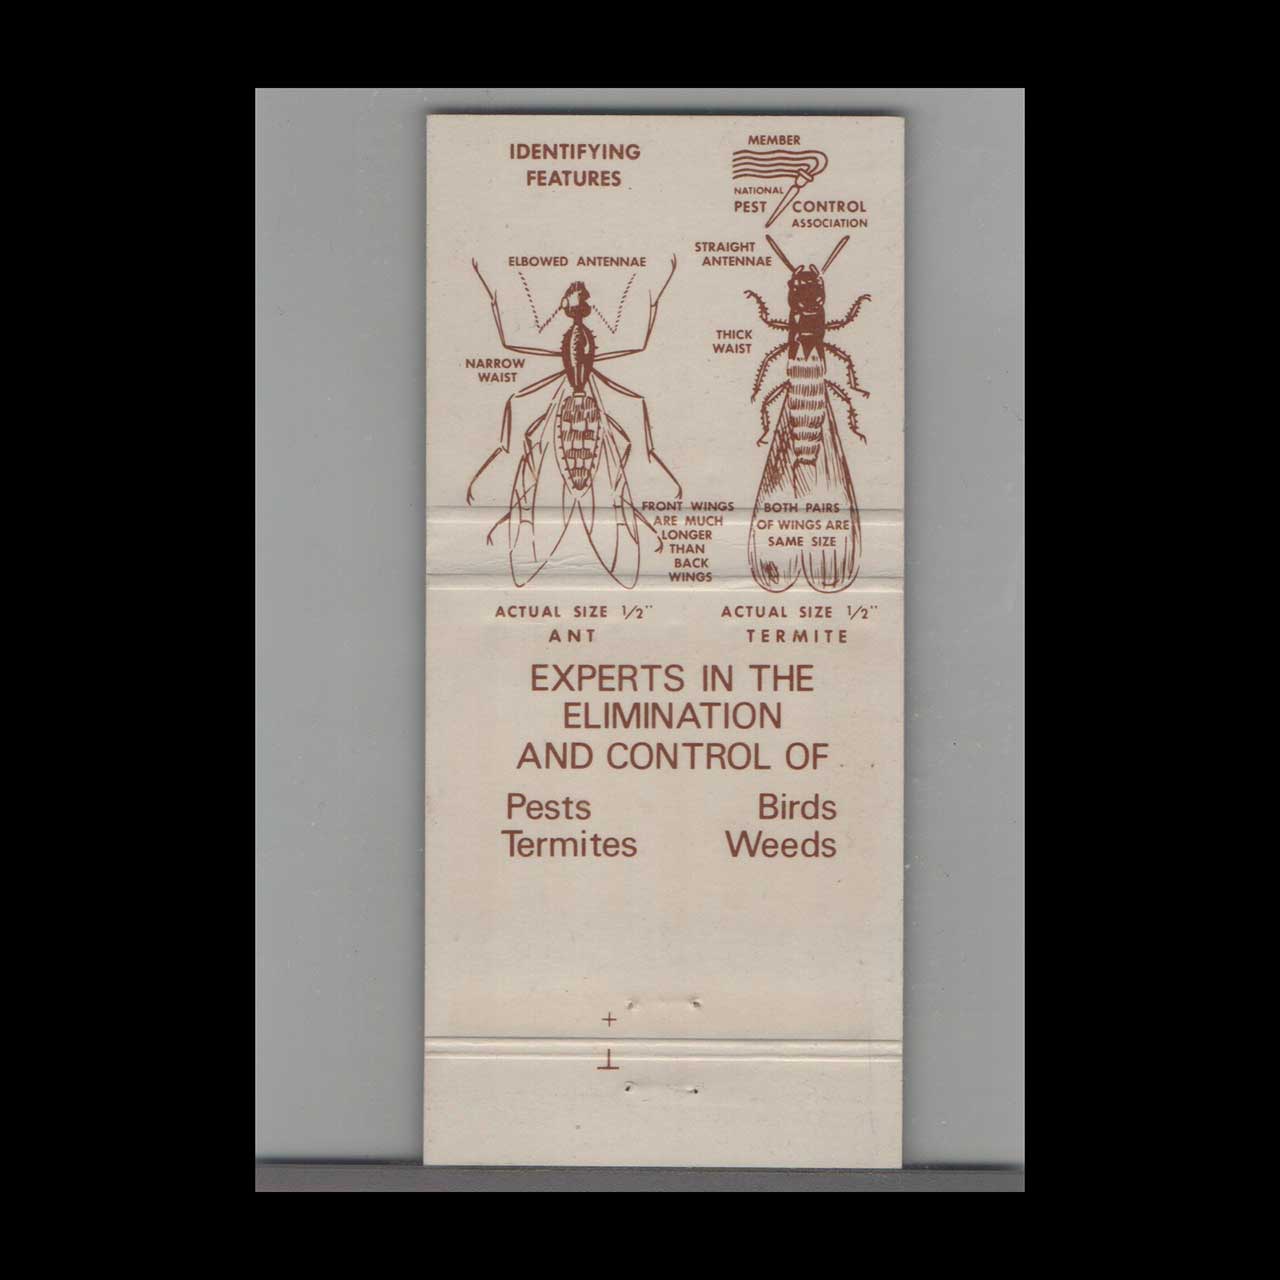 IDENTIFYING
FEATURES
MEMBER
NATIONAL
PEST CONTROL
ASSOCIATION
ELBOWED ANTENNAE
NARROW
WAIST
FRONT WINGS
ARE MUCH
LONGER
THAN
BACK
WINGS
ACTUAL SIZE 1/2"
ANT
STRAIGHT
ANTENNAE
THICK
WAIST
BOTH PAIRS
OF WINGS ARE
SAME SIZE
ACTUAL SIZE 1/2"
TERMITE
EXPERTS IN THE
ELIMINATION
AND CONTROL OF
Pests Birds
Termites Weeds